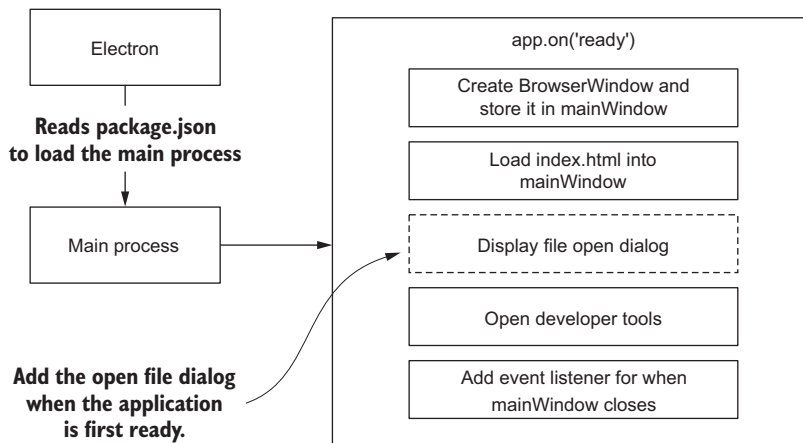 Electron
Reads package.json
to load the main process
Main process
Add the open file dialog
when the application
is first ready.
app.on('ready')
Create BrowserWindow and
store it in mainWindow
Load index.html into
mainWindow
Display file open dialog
Open developer tools
Add event listener for when
mainWindow closes